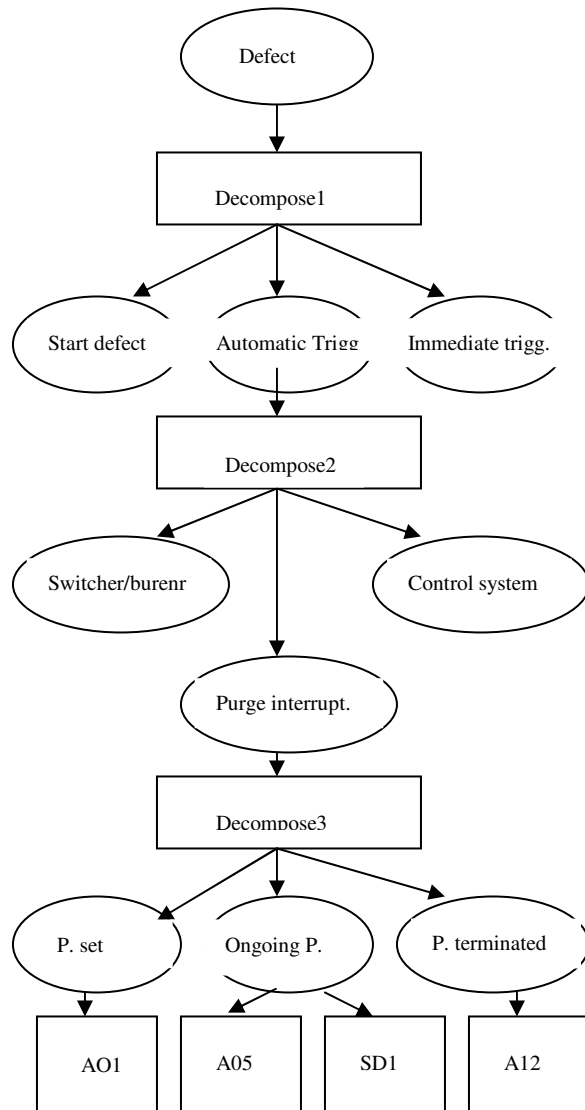 Defect
Decompose1
Start defect
Automatic Trigg
Immediate trigg.
Decompose2
Switcher/burenr
Control system
Purge interrupt.
Decompose3
P. set
Ongoing P.
P. terminated
AO1
A05
SD1
A12